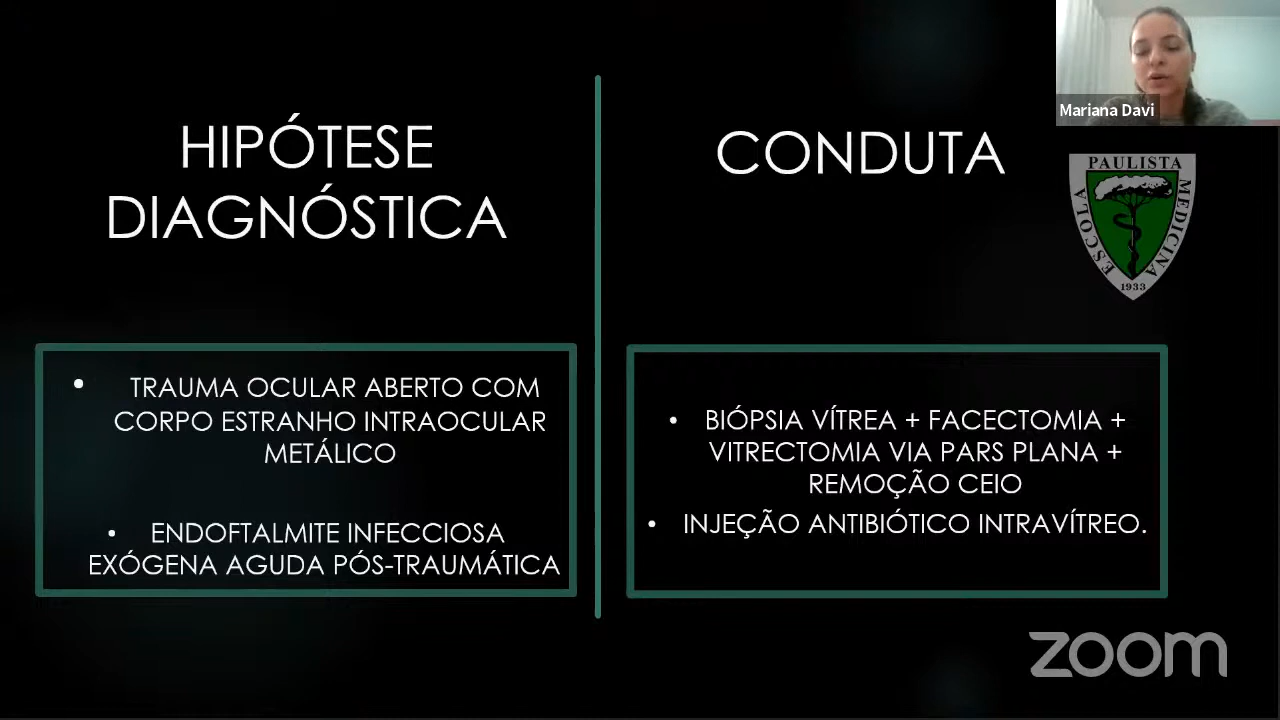 Mariana Davi
HIPÓTESE
DIAGNÓSTICA
CONDUTA
PAULISTA
ESCOLA
MEDICINA
1933
• TRAUMA OCULAR ABERTO COM
CORPO ESTRANHO INTRAOCULAR
METÁLICO
• ENDOFTALMITE INFECCIOSA
EXÓGENA AGUDA PÓS-TRAUMÁTICA
• BIÓPSIA VÍTREA + FACECTOMIA +
VITRECTOMIA VIA PARS PLANA +
REMOÇÃO CEIO
• INJEÇÃO ANTIBIÓTICO INTRAVÍTREO.
zoom